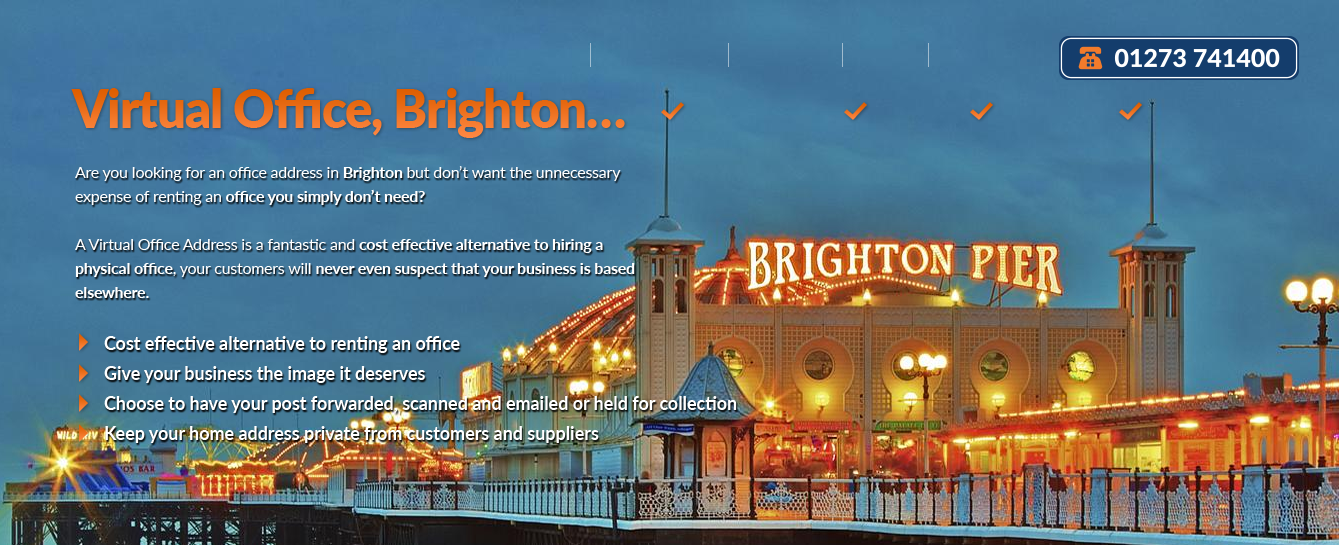 01273 741400
Virtual Office, Brighton...
Are you looking for an office address in Brighton but don't want the unnecessary
expense of renting an office you simply don't need?
A Virtual Office Address is a fantastic and cost effective alternative to hiring a
physical office, your customers will never even suspect that your business is based
elsewhere.
BRIGHTON PIER
Cost effective alternative to renting an office
Give your business the image it deserves
Choose to have your post forwarded, scanned and emailed or held for collection
Keep your home address private from customers and suppliers
WILD RIV
BAR